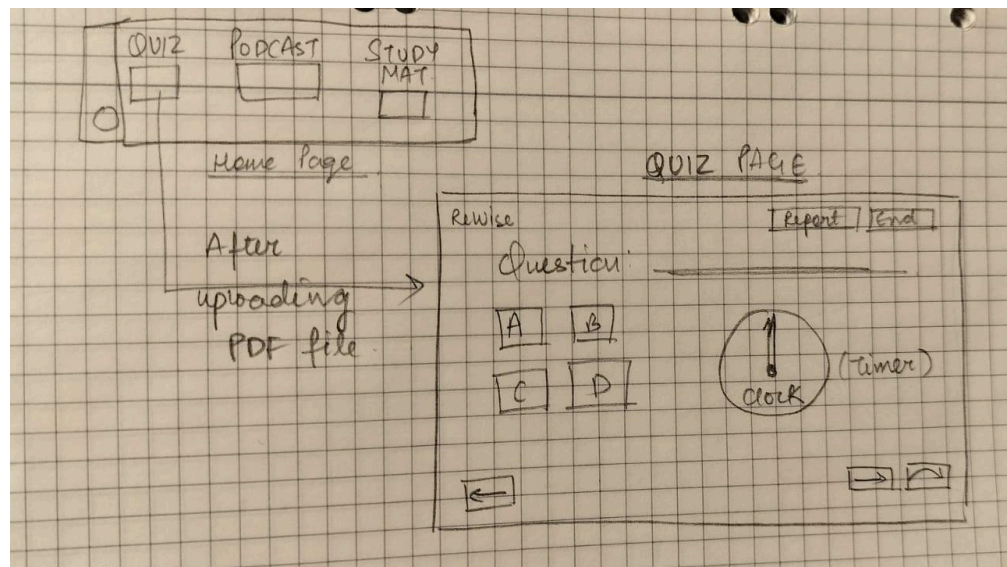 QUIZ
PODCAST
STUDY
MAT.
Home Page
After
uploading
PDF file.
QUIZ PAGE
ReWise
Report
End
Question:
A
B
C
D
clock
(Timer)